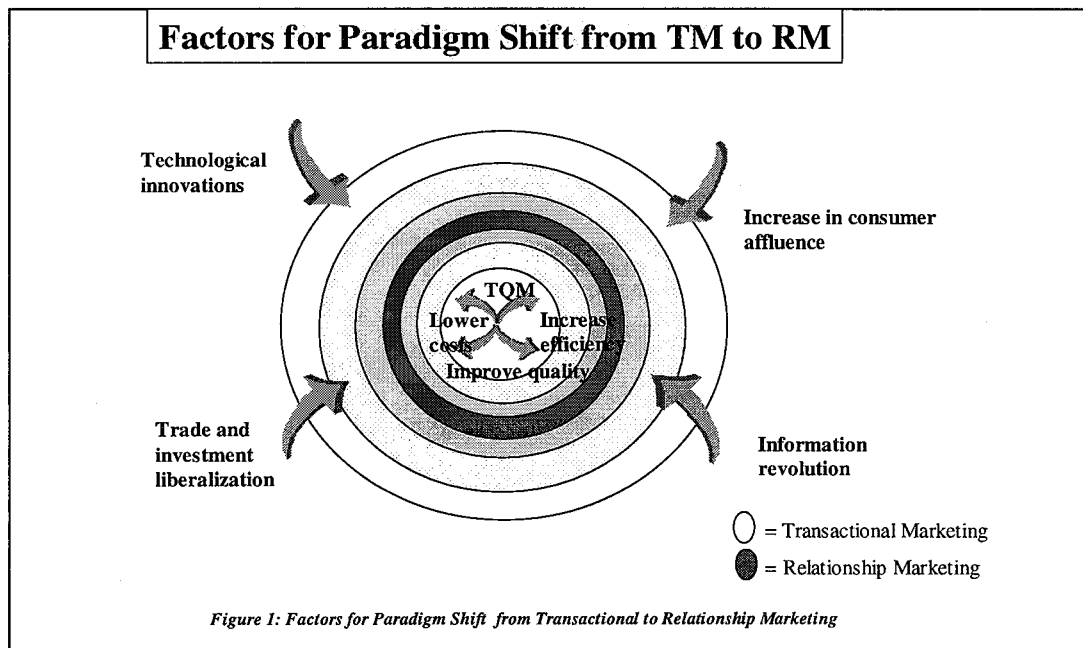 Factors for Paradigm Shift from TM to RM
Technological
innovations
Increase in consumer
affluence
TQM
Lower
costs
Increase
efficiency
Improve quality
Trade and
investment
liberalization
Information
revolution
= Transactional Marketing
= Relationship Marketing
Figure 1: Factors for Paradigm Shift from Transactional to Relationship Marketing